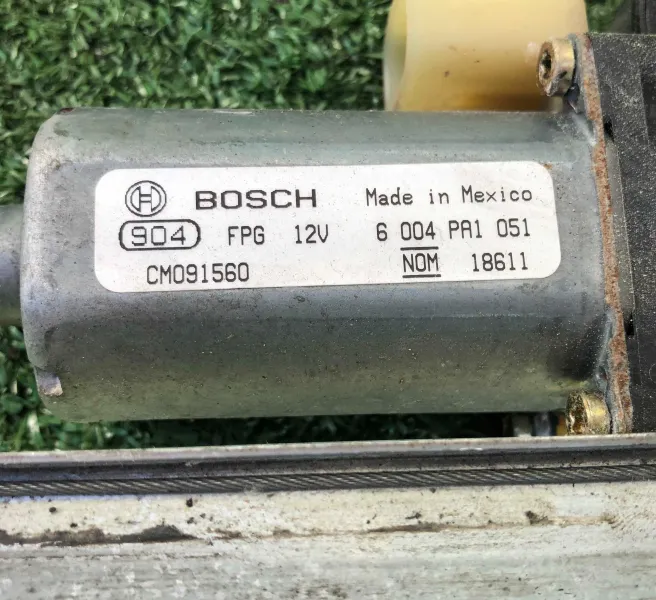 BOSCH Made in Mexico
904 FPG 12V 6 004 PA1 051
CM091560 NOM 18611